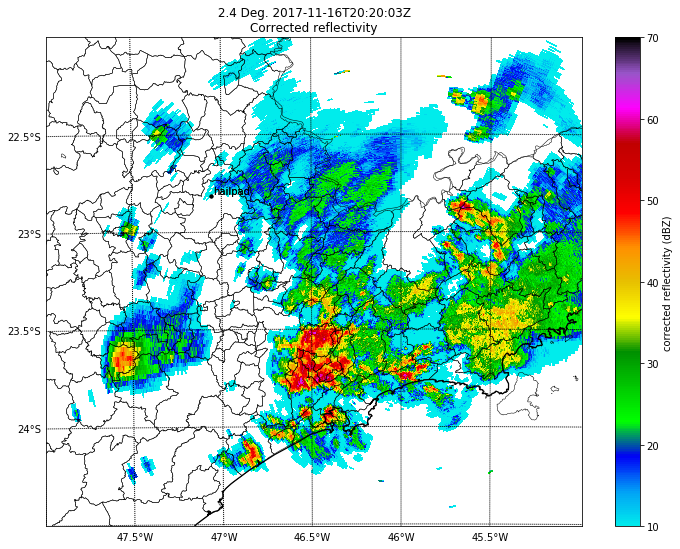 2.4 Deg. 2017-11-16T20:20:03Z
Corrected reflectivity
22.5°S
23°S
23.5°S
24°S
47.5°W
47°W
46.5°W
46°W
45.5°W
hailpad
70
60
50
40
30
20
10
corrected reflectivity (dBZ)